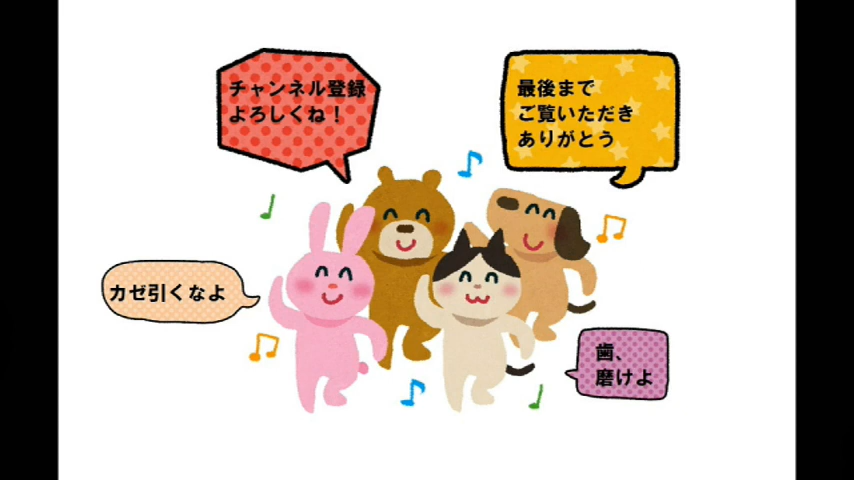 チャンネル登録
よろしくね！
最後まで
ご覧いただき
ありがとう
カゼ引くなよ
歯、
磨けよ